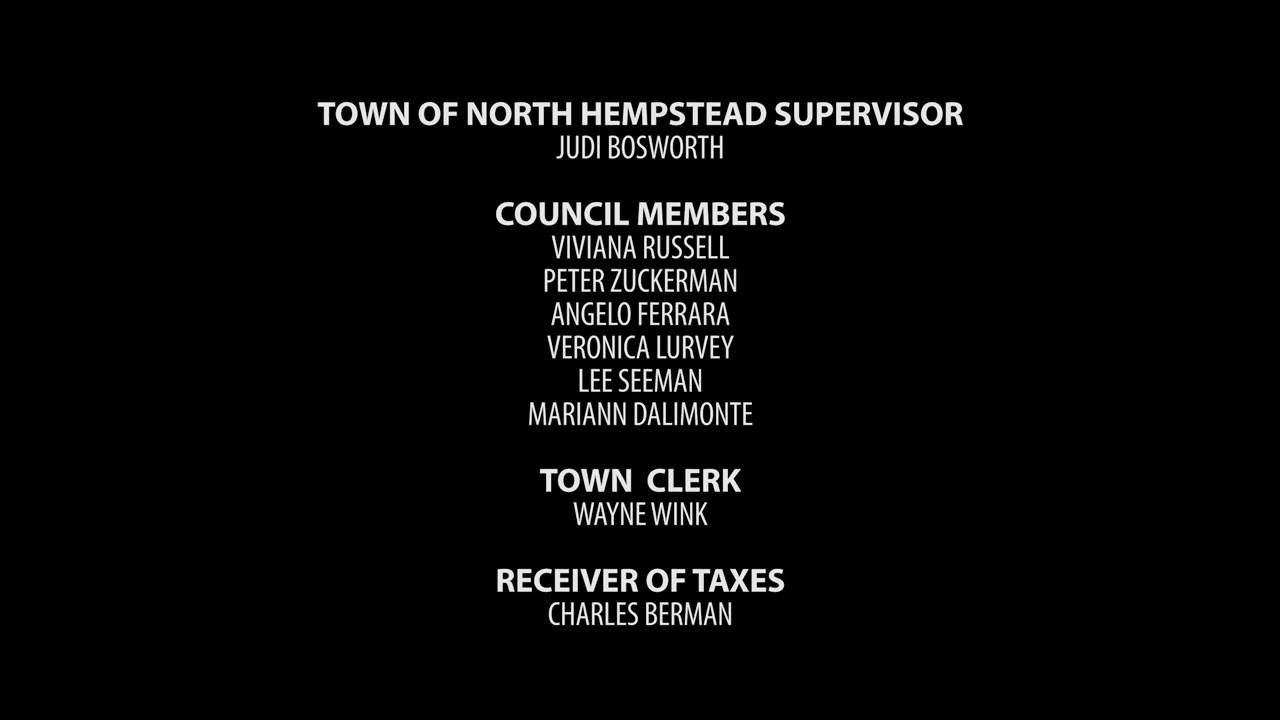 TOWN OF NORTH HEMPSTEAD SUPERVISOR
JUDI BOSWORTH
COUNCIL MEMBERS
VIVIANA RUSSELL
PETER ZUCKERMAN
ANGELO FERRARA
VERONICA LURVEY
LEE SEEMAN
MARIANN DALIMONTE
TOWN  CLERK
WAYNE WINK
RECEIVER OF TAXES
CHARLES BERMAN